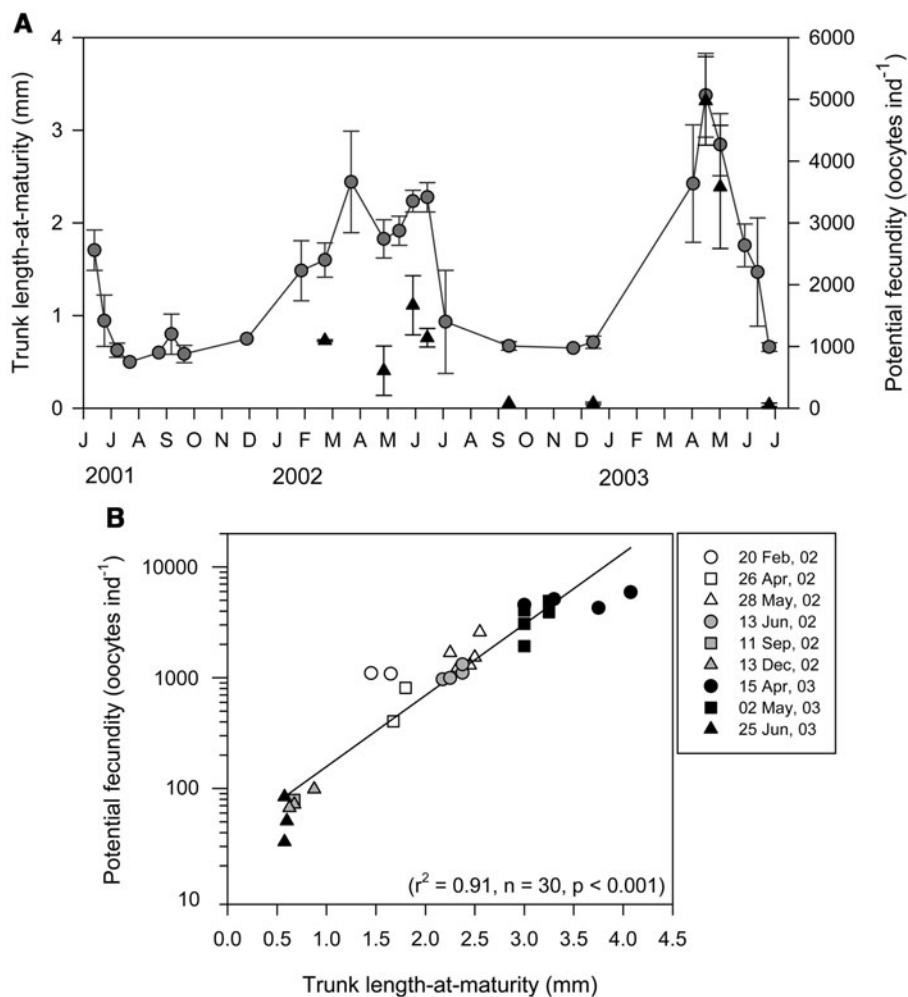 A
Trunk length-at-maturity (mm)
4
3
2
1
0
Potential fecundity (oocytes ind-1)
6000
5000
4000
3000
2000
1000
0
J J A S O N D J F M A M J J A S O N D J F M A M J J
2001 2002 2003
B
Potential fecundity (oocytes ind-1)
10000
1000
100
10
(r2 = 0.91, n = 30, p < 0.001)
0.0 0.5 1.0 1.5 2.0 2.5 3.0 3.5 4.0 4.5
Trunk length-at-maturity (mm)
20 Feb, 02
26 Apr, 02
28 May, 02
13 Jun, 02
11 Sep, 02
13 Dec, 02
15 Apr, 03
02 May, 03
25 Jun, 03